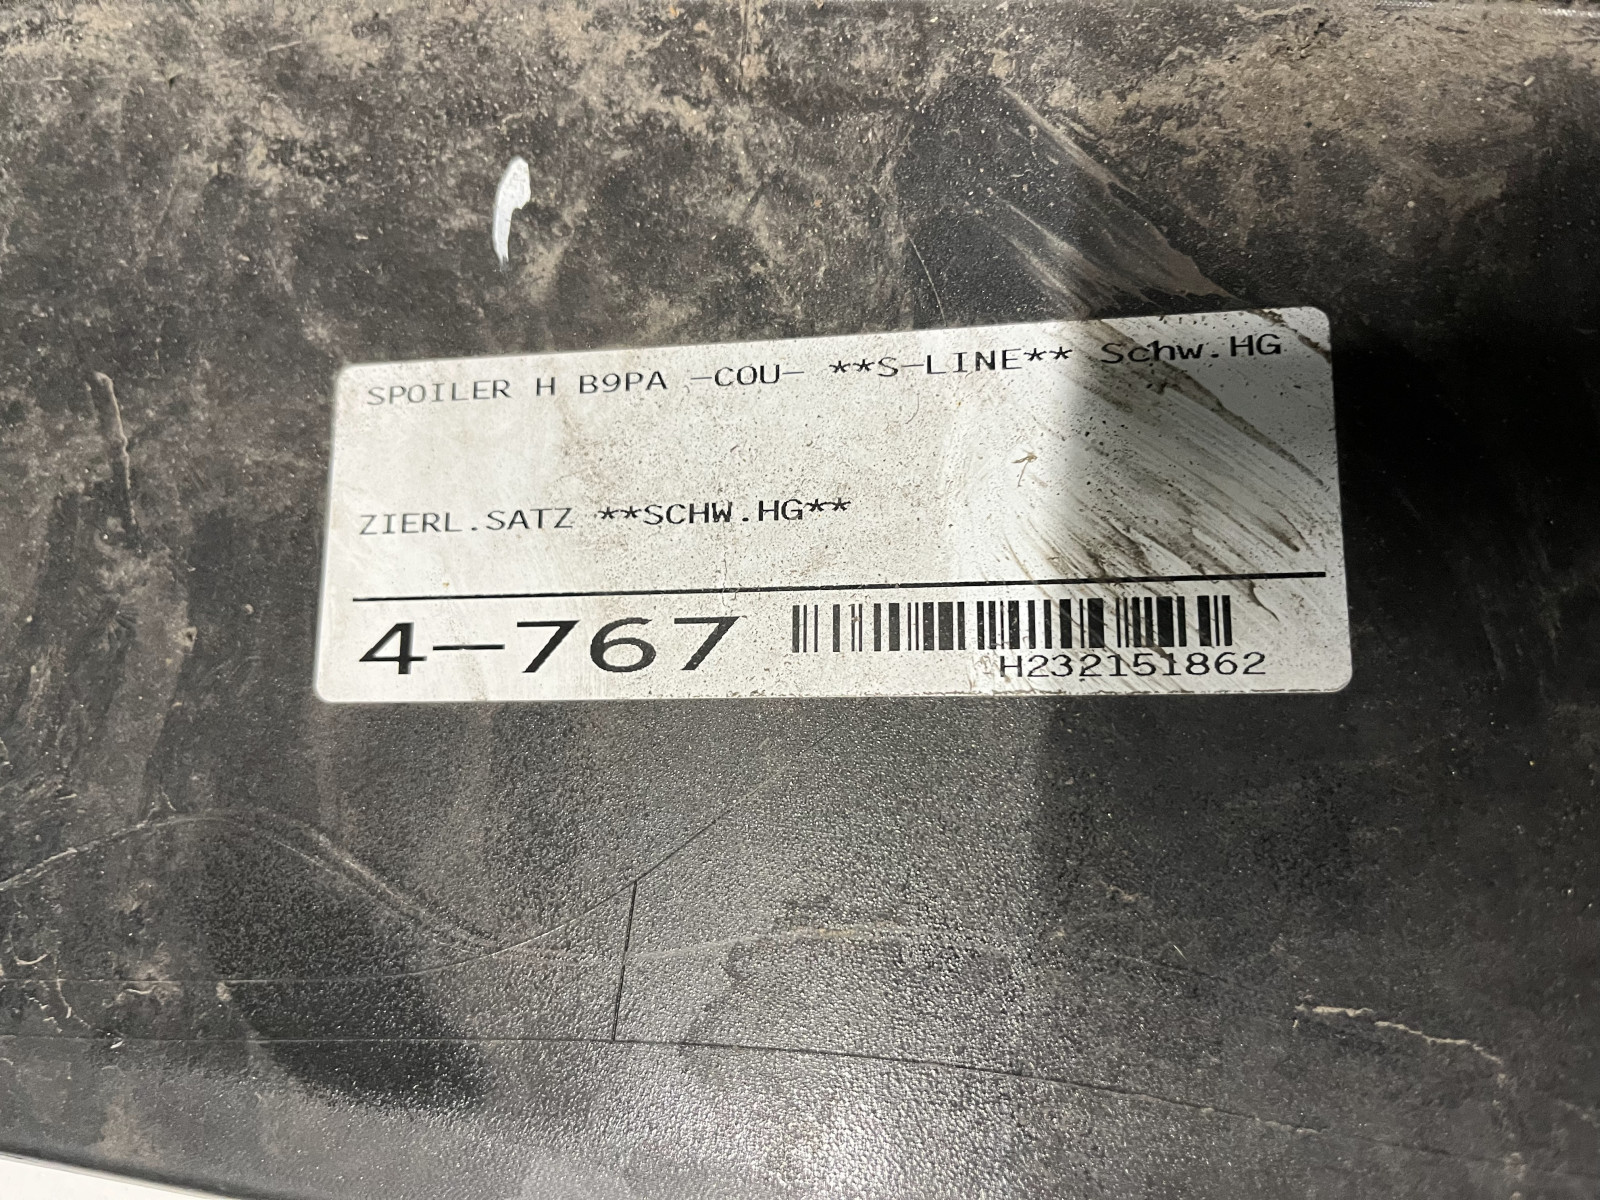 SPOILER H B9PA -COU- **S-LINE** Schw.HG
ZIERL.SATZ **SCHW.HG**
4-767
H232151862